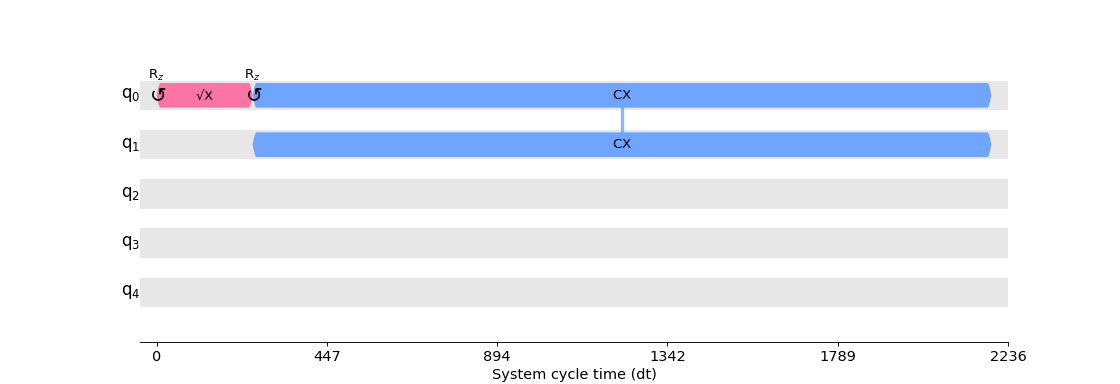 R_z R_z
q_0 ↺ √X ↺ CX
q_1 CX
q_2
q_3
q_4
0 447 894 1342 1789 2236
System cycle time (dt)